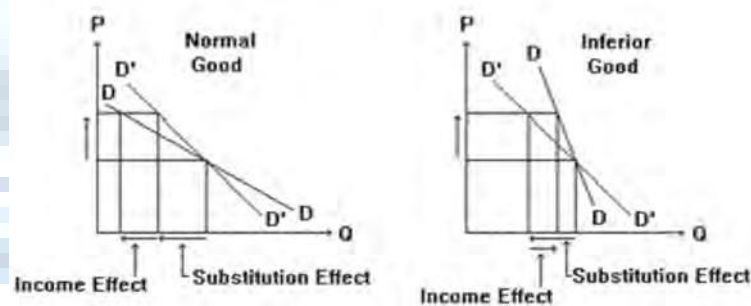 P
Normal
Good
D'
D
D'
D
Q
Income Effect
Substitution Effect
P
Inferior
Good
D
D'
D
D'
Q
Substitution Effect
Income Effect